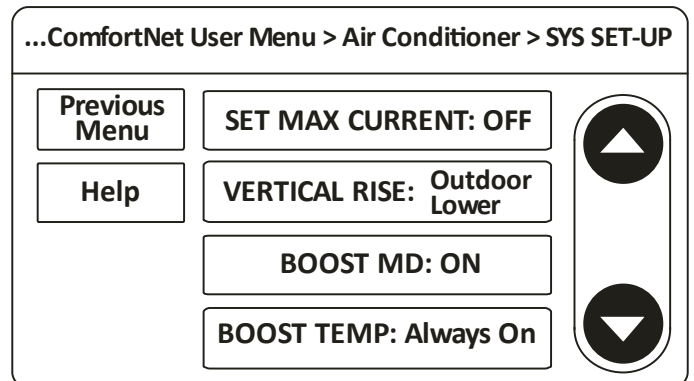 ...ComfortNet User Menu > Air Conditioner > SYS SET-UP
Previous
Menu
SET MAX CURRENT: OFF
Help
VERTICAL RISE: Outdoor
Lower
BOOST MD: ON
BOOST TEMP: Always On